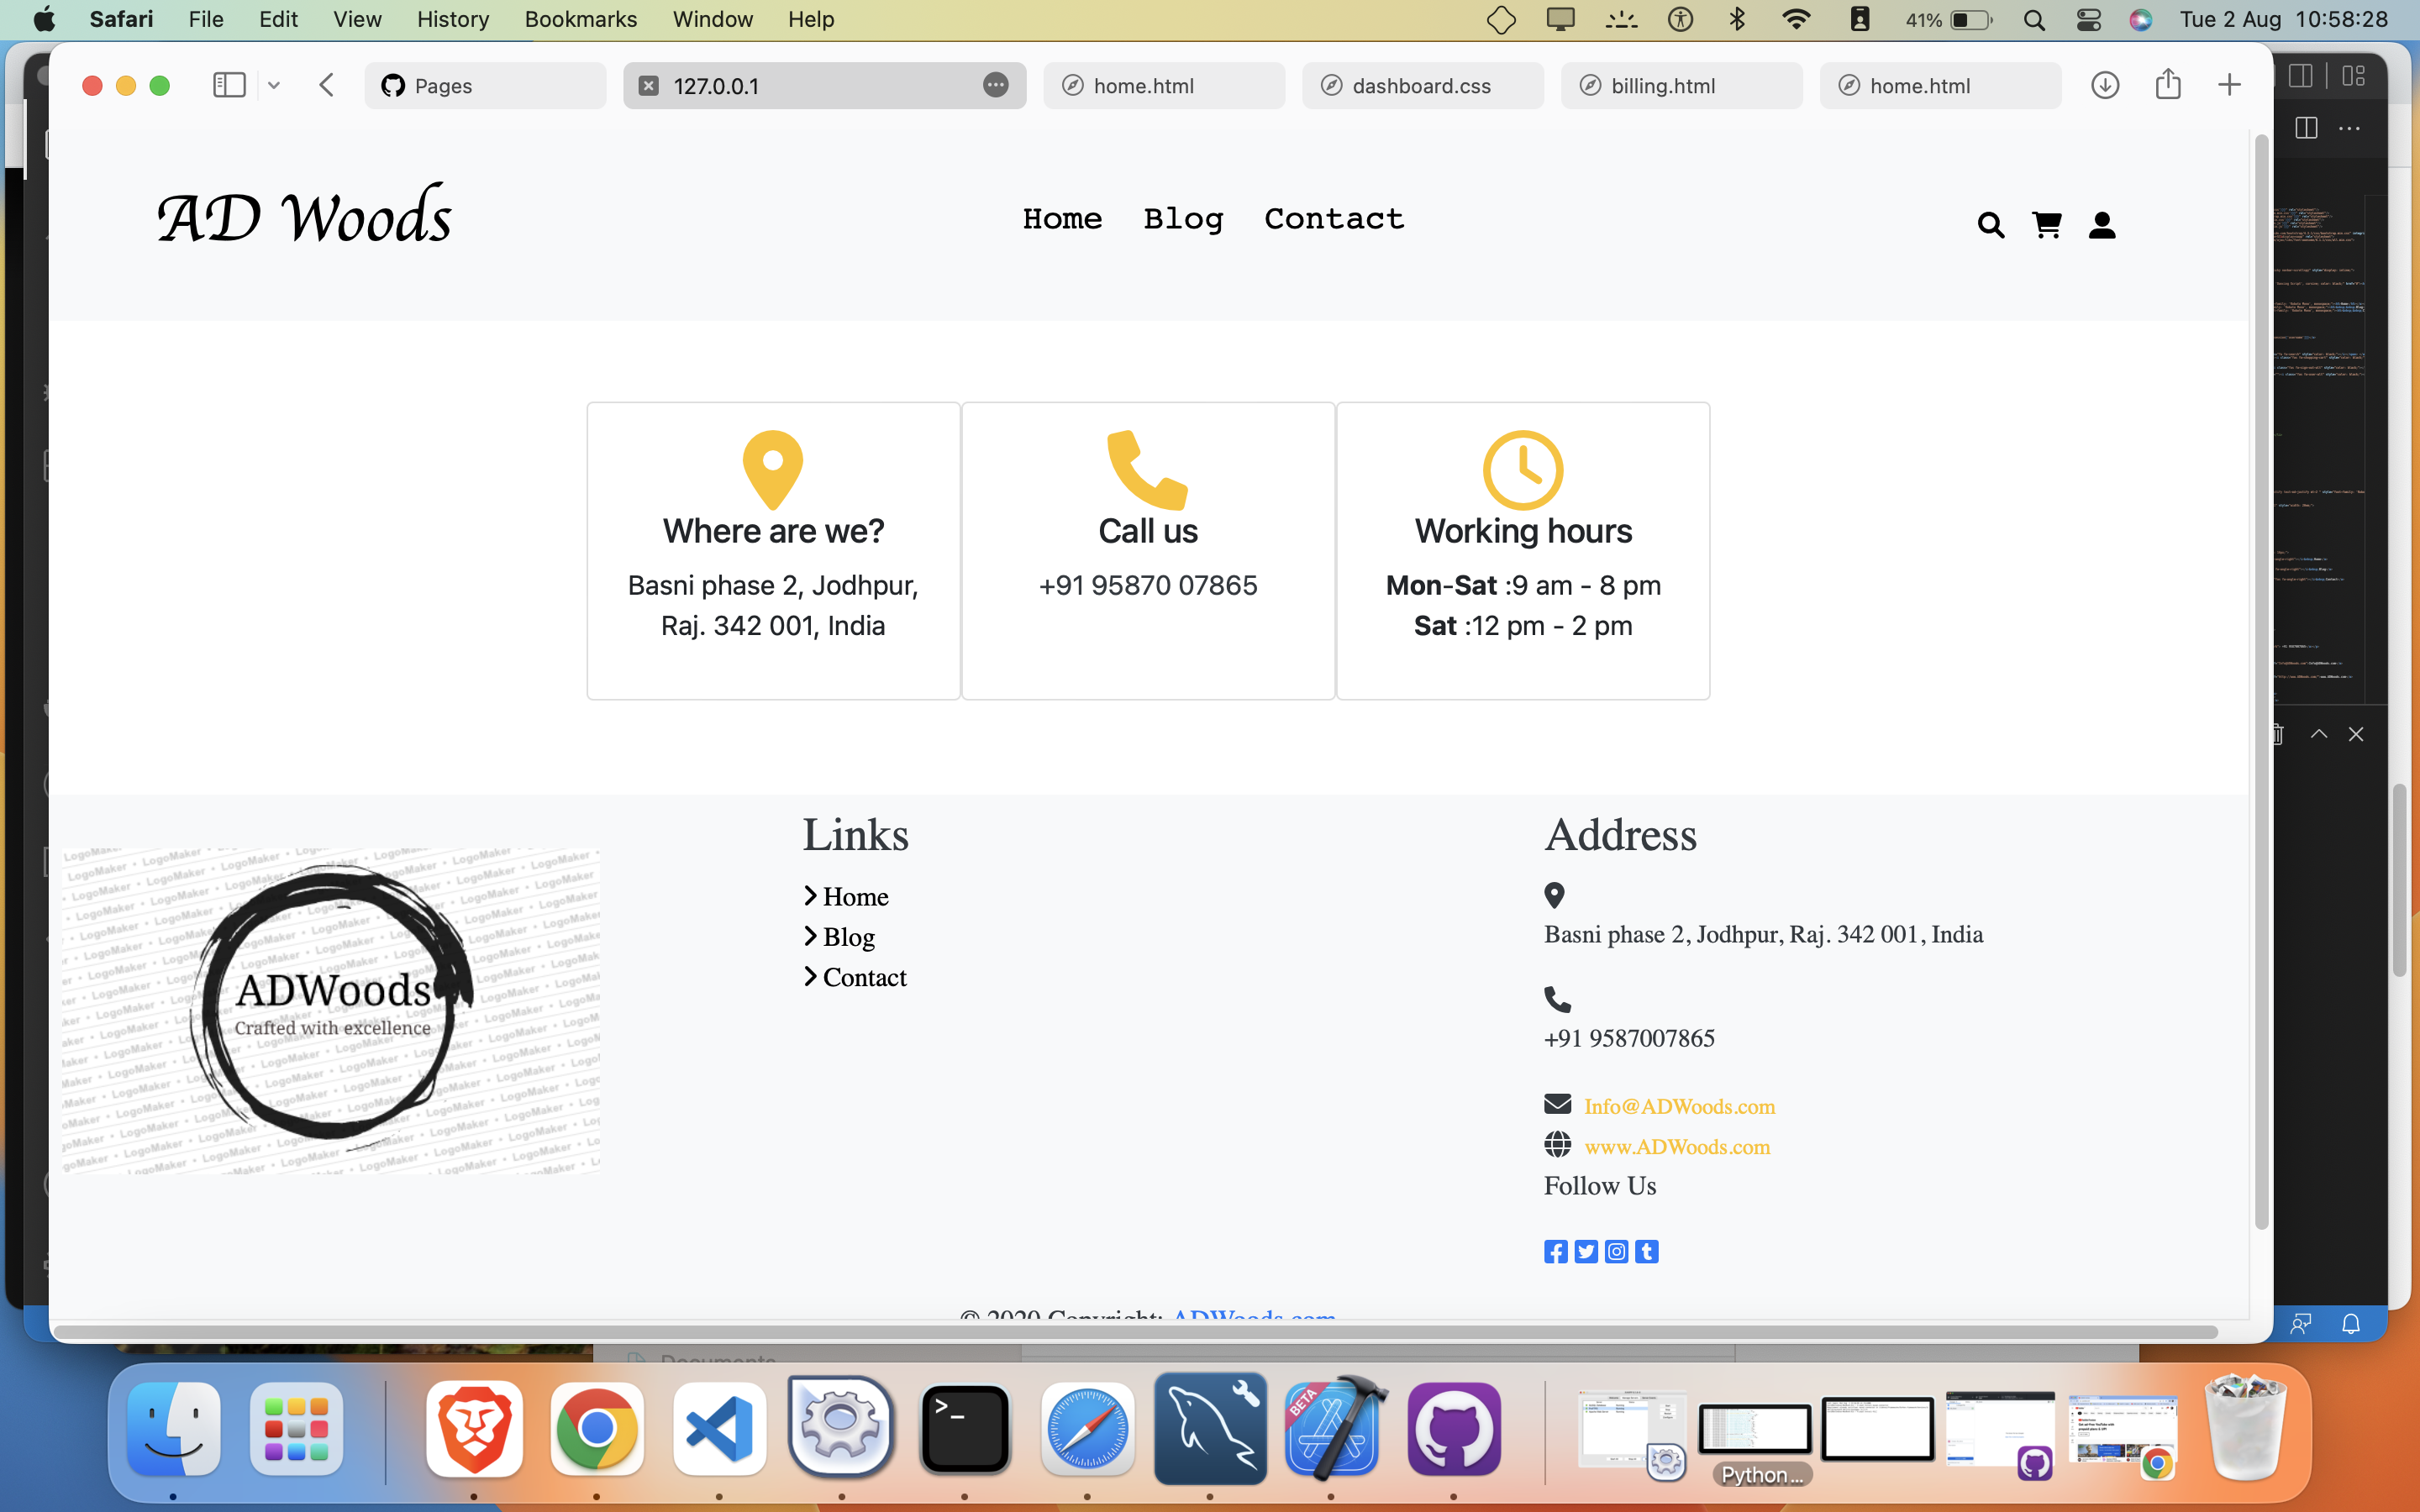 Safari File Edit View History Bookmarks Window Help 41% Tue 2 Aug 10:58:28
Pages 127.0.0.1 home.html dashboard.css billing.html home.html
AD Woods Home Blog Contact
Where are we?
Basni phase 2, Jodhpur,
Raj. 342 001, India
Call us
+91 95870 07865
Working hours
Mon-Sat :9 am - 8 pm
Sat :12 pm - 2 pm
ADWoods
Crafted with excellence
LogoMaker
Links
Home
Blog
Contact
Address
Basni phase 2, Jodhpur, Raj. 342 001, India
+91 9587007865
Info@ADWoods.com
www.ADWoods.com
Follow Us
© 2020 Copyright: ADWoods.com
Documents
BETA
Python ...